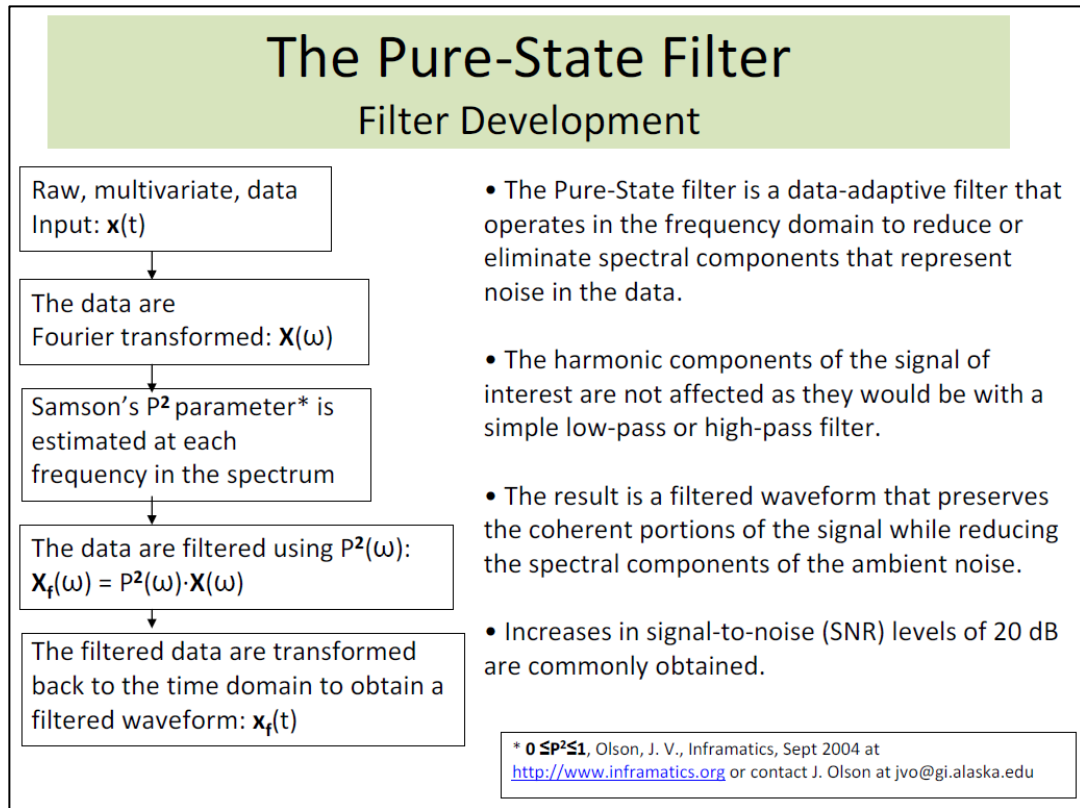 The Pure-State Filter
Filter Development
Raw, multivariate, data
Input: x(t)
The data are
Fourier transformed: X(ω)
Samson's P² parameter* is
estimated at each
frequency in the spectrum
The data are filtered using P²(ω):
X_f(ω) = P²(ω)·X(ω)
The filtered data are transformed
back to the time domain to obtain a
filtered waveform: x_f(t)
• The Pure-State filter is a data-adaptive filter that
operates in the frequency domain to reduce or
eliminate spectral components that represent
noise in the data.
• The harmonic components of the signal of
interest are not affected as they would be with a
simple low-pass or high-pass filter.
• The result is a filtered waveform that preserves
the coherent portions of the signal while reducing
the spectral components of the ambient noise.
• Increases in signal-to-noise (SNR) levels of 20 dB
are commonly obtained.
* 0 ≤P²≤1, Olson, J. V., Inframatics, Sept 2004 at
http://www.inframatics.org or contact J. Olson at jvo@gi.alaska.edu